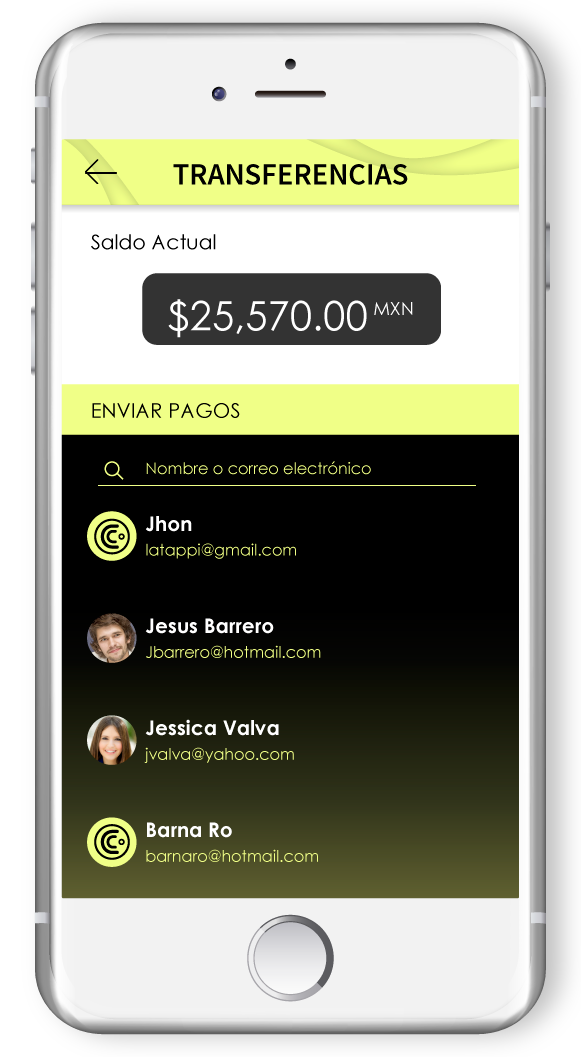 TRANSFERENCIAS
Saldo Actual
$25,570.00 MXN
ENVIAR PAGOS
Nombre o correo electrónico
Jhon
latappi@gmail.com
Jesus Barrero
Jbarrero@hotmail.com
Jessica Valva
jvalva@yahoo.com
Barna Ro
barnaro@hotmail.com